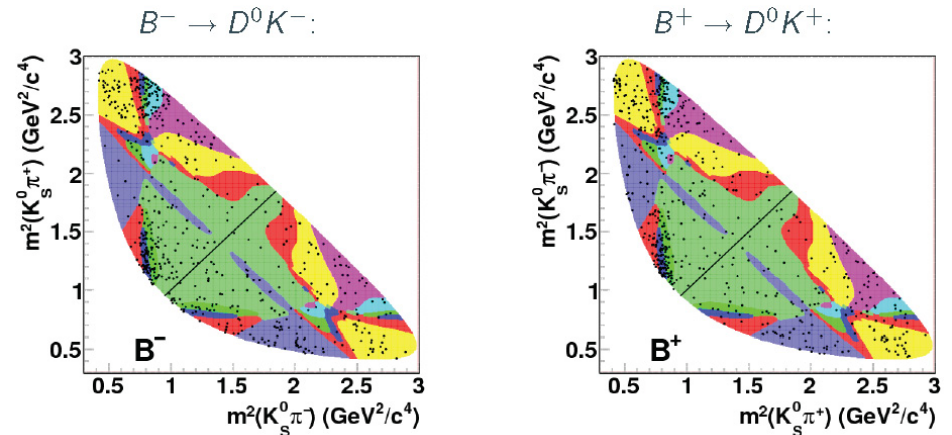 B⁻ → D⁰K⁻:
3
2.5
2
1.5
1
0.5
m²(K⁰ₛπ⁺) (GeV²/c⁴)
B⁻
0.5 1 1.5 2 2.5 3
m²(K⁰ₛπ⁻) (GeV²/c⁴)
B⁺ → D⁰K⁺:
3
2.5
2
1.5
1
0.5
m²(K⁰ₛπ⁻) (GeV²/c⁴)
B⁺
0.5 1 1.5 2 2.5 3
m²(K⁰ₛπ⁺) (GeV²/c⁴)